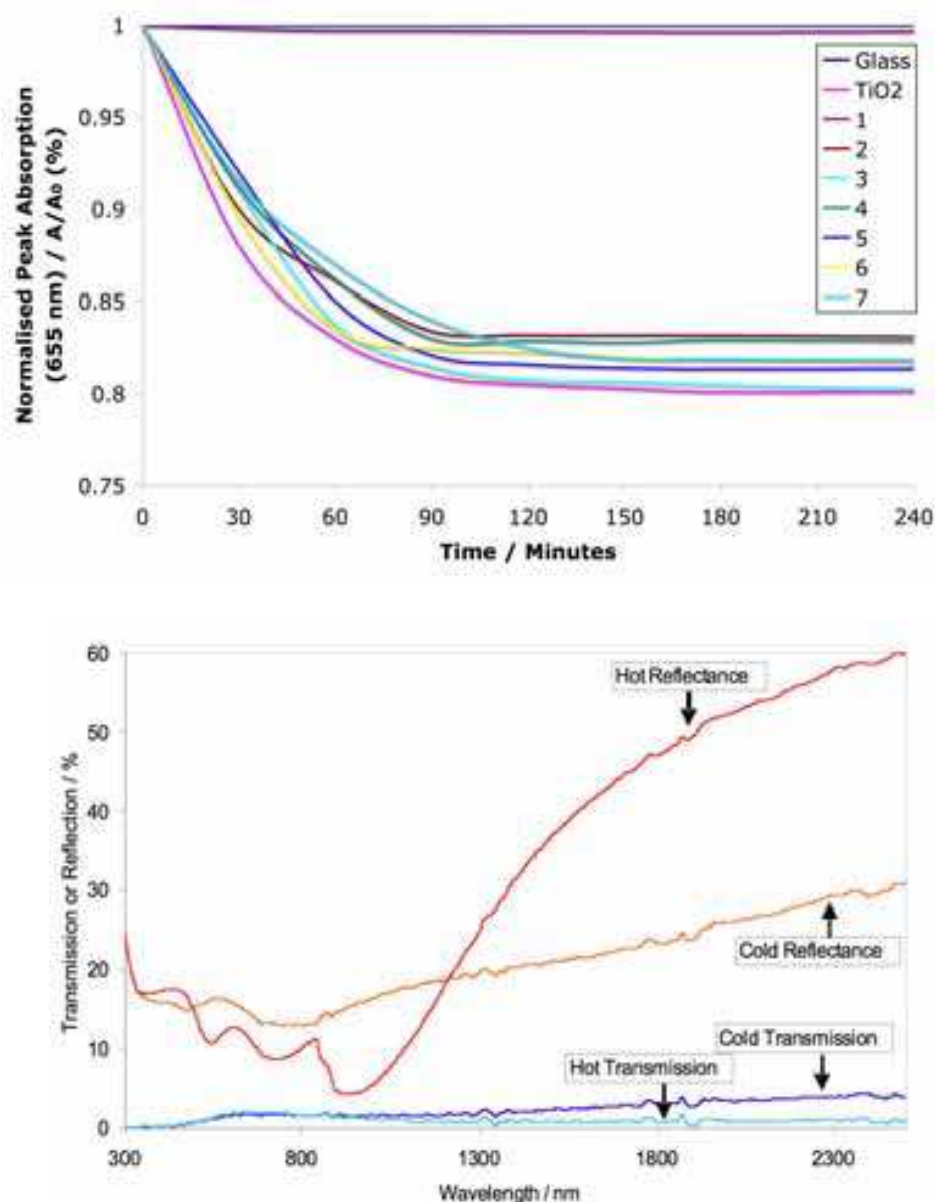 1
0.95
0.9
0.85
0.8
0.75
Normalised Peak Absorption
(655 nm) / A/A₀ (%)
Glass
TiO2
1
2
3
4
5
6
7
0 30 60 90 120 150 180 210 240
Time / Minutes
60
50
40
30
20
10
0
Transmission or Reflection / %
Hot Reflectance
Cold Reflectance
Cold Transmission
Hot Transmission
300 800 1300 1800 2300
Wavelength / nm